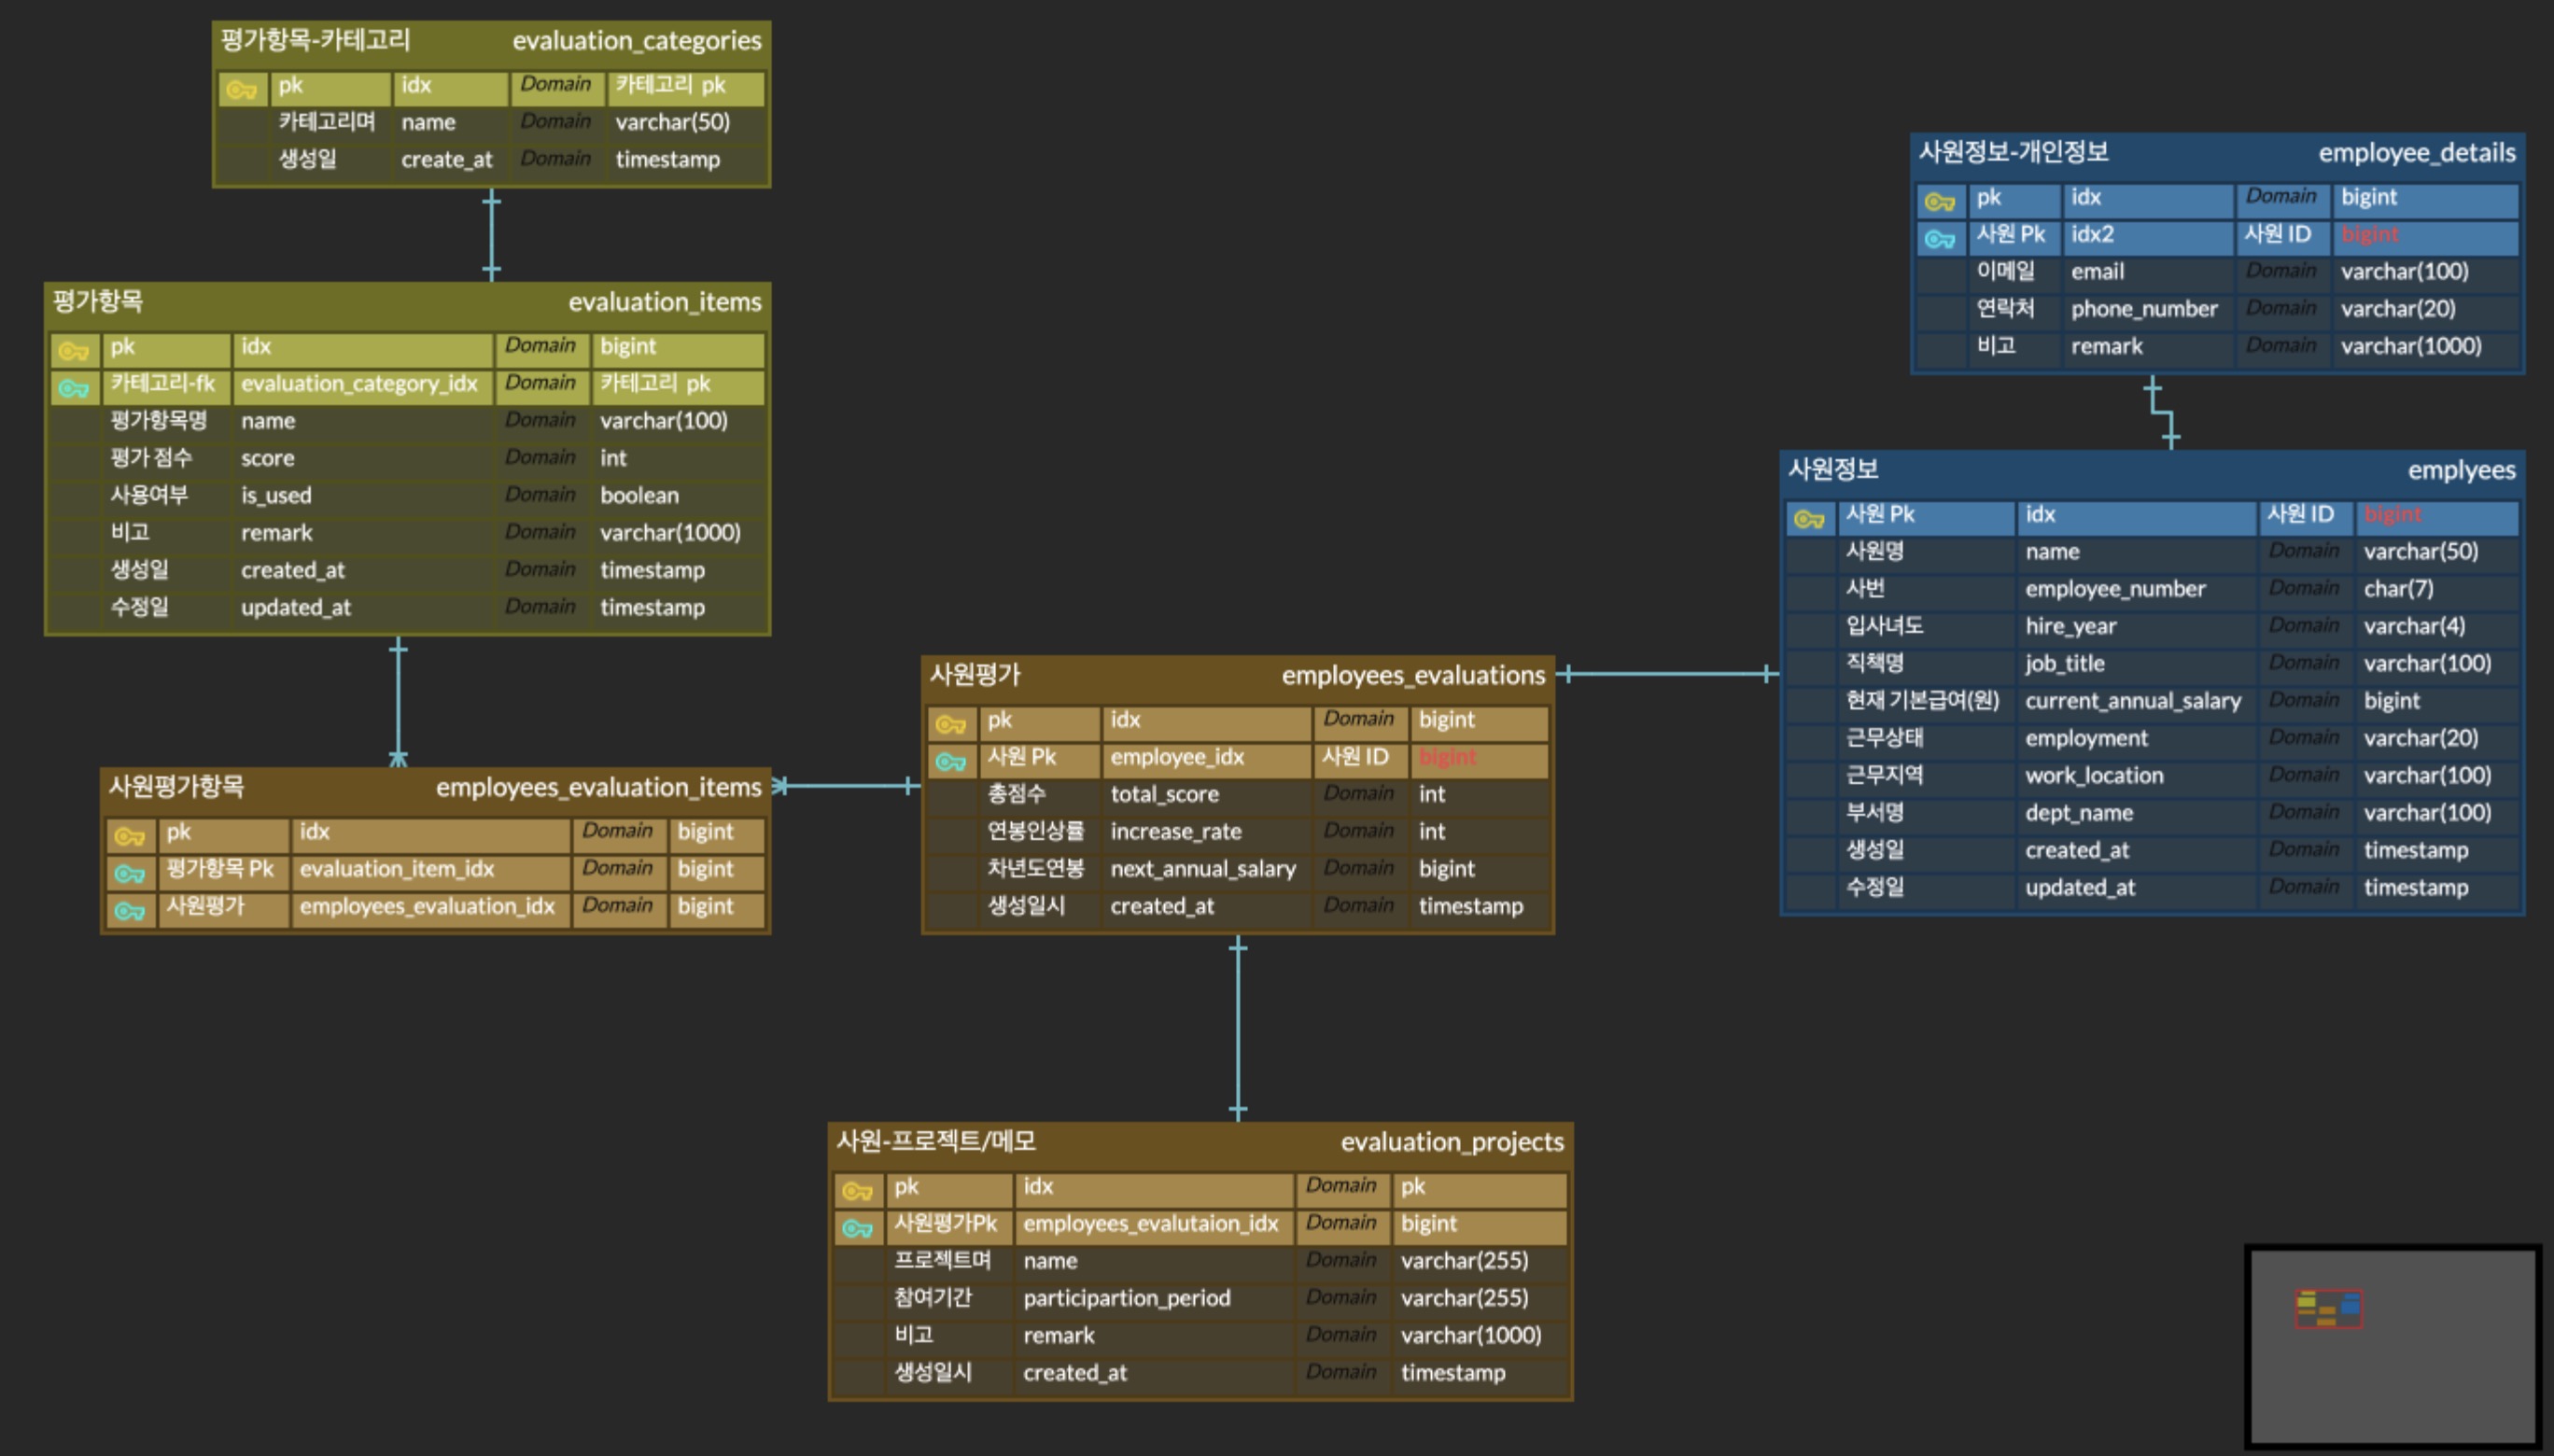 평가항목-카테고리 evaluation_categories
pk idx Domain 카테고리 pk
카테고리며 name Domain varchar(50)
생성일 create_at Domain timestamp
평가항목 evaluation_items
pk idx Domain bigint
카테고리-fk evaluation_category_idx Domain 카테고리 pk
평가항목명 name Domain varchar(100)
평가 점수 score Domain int
사용여부 is_used Domain boolean
비고 remark Domain varchar(1000)
생성일 created_at Domain timestamp
수정일 updated_at Domain timestamp
사원평가항목 employees_evaluation_items
pk idx Domain bigint
평가항목 Pk evaluation_item_idx Domain bigint
사원평가 employees_evaluation_idx Domain bigint
사원평가 employees_evaluations
pk idx Domain bigint
사원 Pk employee_idx 사원 ID bigint
총점수 total_score Domain int
연봉인상률 increase_rate Domain int
차년도연봉 next_annual_salary Domain bigint
생성일시 created_at Domain timestamp
사원-프로젝트/메모 evaluation_projects
pk idx Domain pk
사원평가Pk employees_evalutaion_idx Domain bigint
프로젝트며 name Domain varchar(255)
참여기간 participartion_period Domain varchar(255)
비고 remark Domain varchar(1000)
생성일시 created_at Domain timestamp
사원정보-개인정보 employee_details
pk idx Domain bigint
사원 Pk idx2 사원 ID bigint
이메일 email Domain varchar(100)
연락처 phone_number Domain varchar(20)
비고 remark Domain varchar(1000)
사원정보 emplyees
사원 Pk idx 사원 ID bigint
사원명 name Domain varchar(50)
사번 employee_number Domain char(7)
입사녀도 hire_year Domain varchar(4)
직책명 job_title Domain varchar(100)
현재 기본급여(원) current_annual_salary Domain bigint
근무상태 employment Domain varchar(20)
근무지역 work_location Domain varchar(100)
부서명 dept_name Domain varchar(100)
생성일 created_at Domain timestamp
수정일 updated_at Domain timestamp